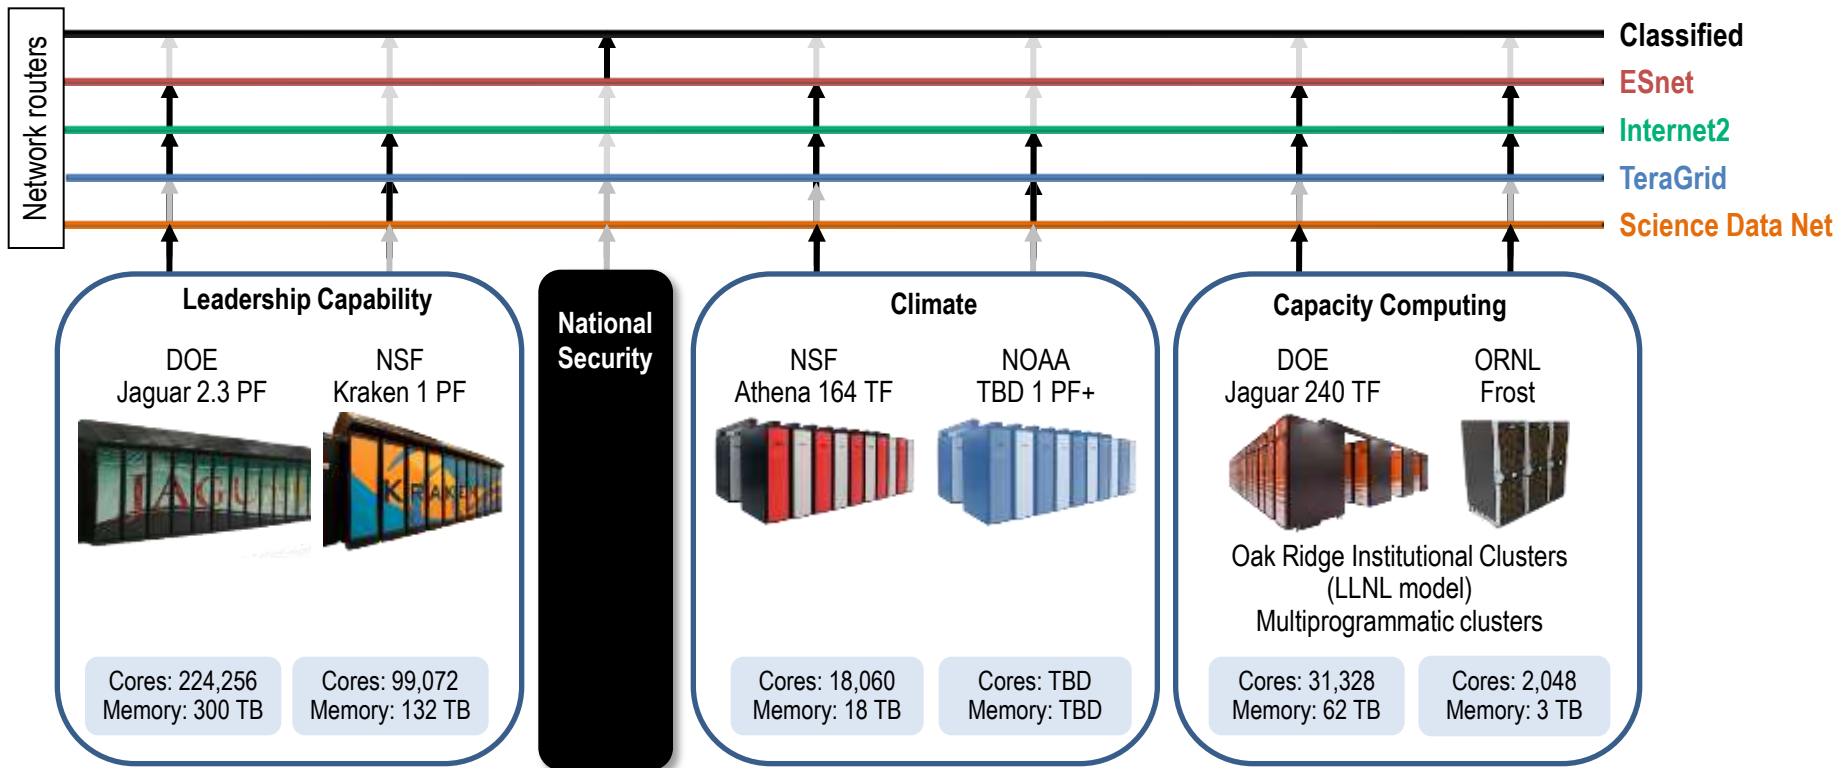 Network routers
Classified
ESnet
Internet2
TeraGrid
Science Data Net
Leadership Capability
DOE
Jaguar 2.3 PF
NSF
Kraken 1 PF
JAGU
KRAKEN
Cores: 224,256
Memory: 300 TB
Cores: 99,072
Memory: 132 TB
National
Security
Climate
NSF
Athena 164 TF
NOAA
TBD 1 PF+
Cores: 18,060
Memory: 18 TB
Cores: TBD
Memory: TBD
Capacity Computing
DOE
Jaguar 240 TF
ORNL
Frost
Oak Ridge Institutional Clusters
(LLNL model)
Multiprogrammatic clusters
Cores: 31,328
Memory: 62 TB
Cores: 2,048
Memory: 3 TB